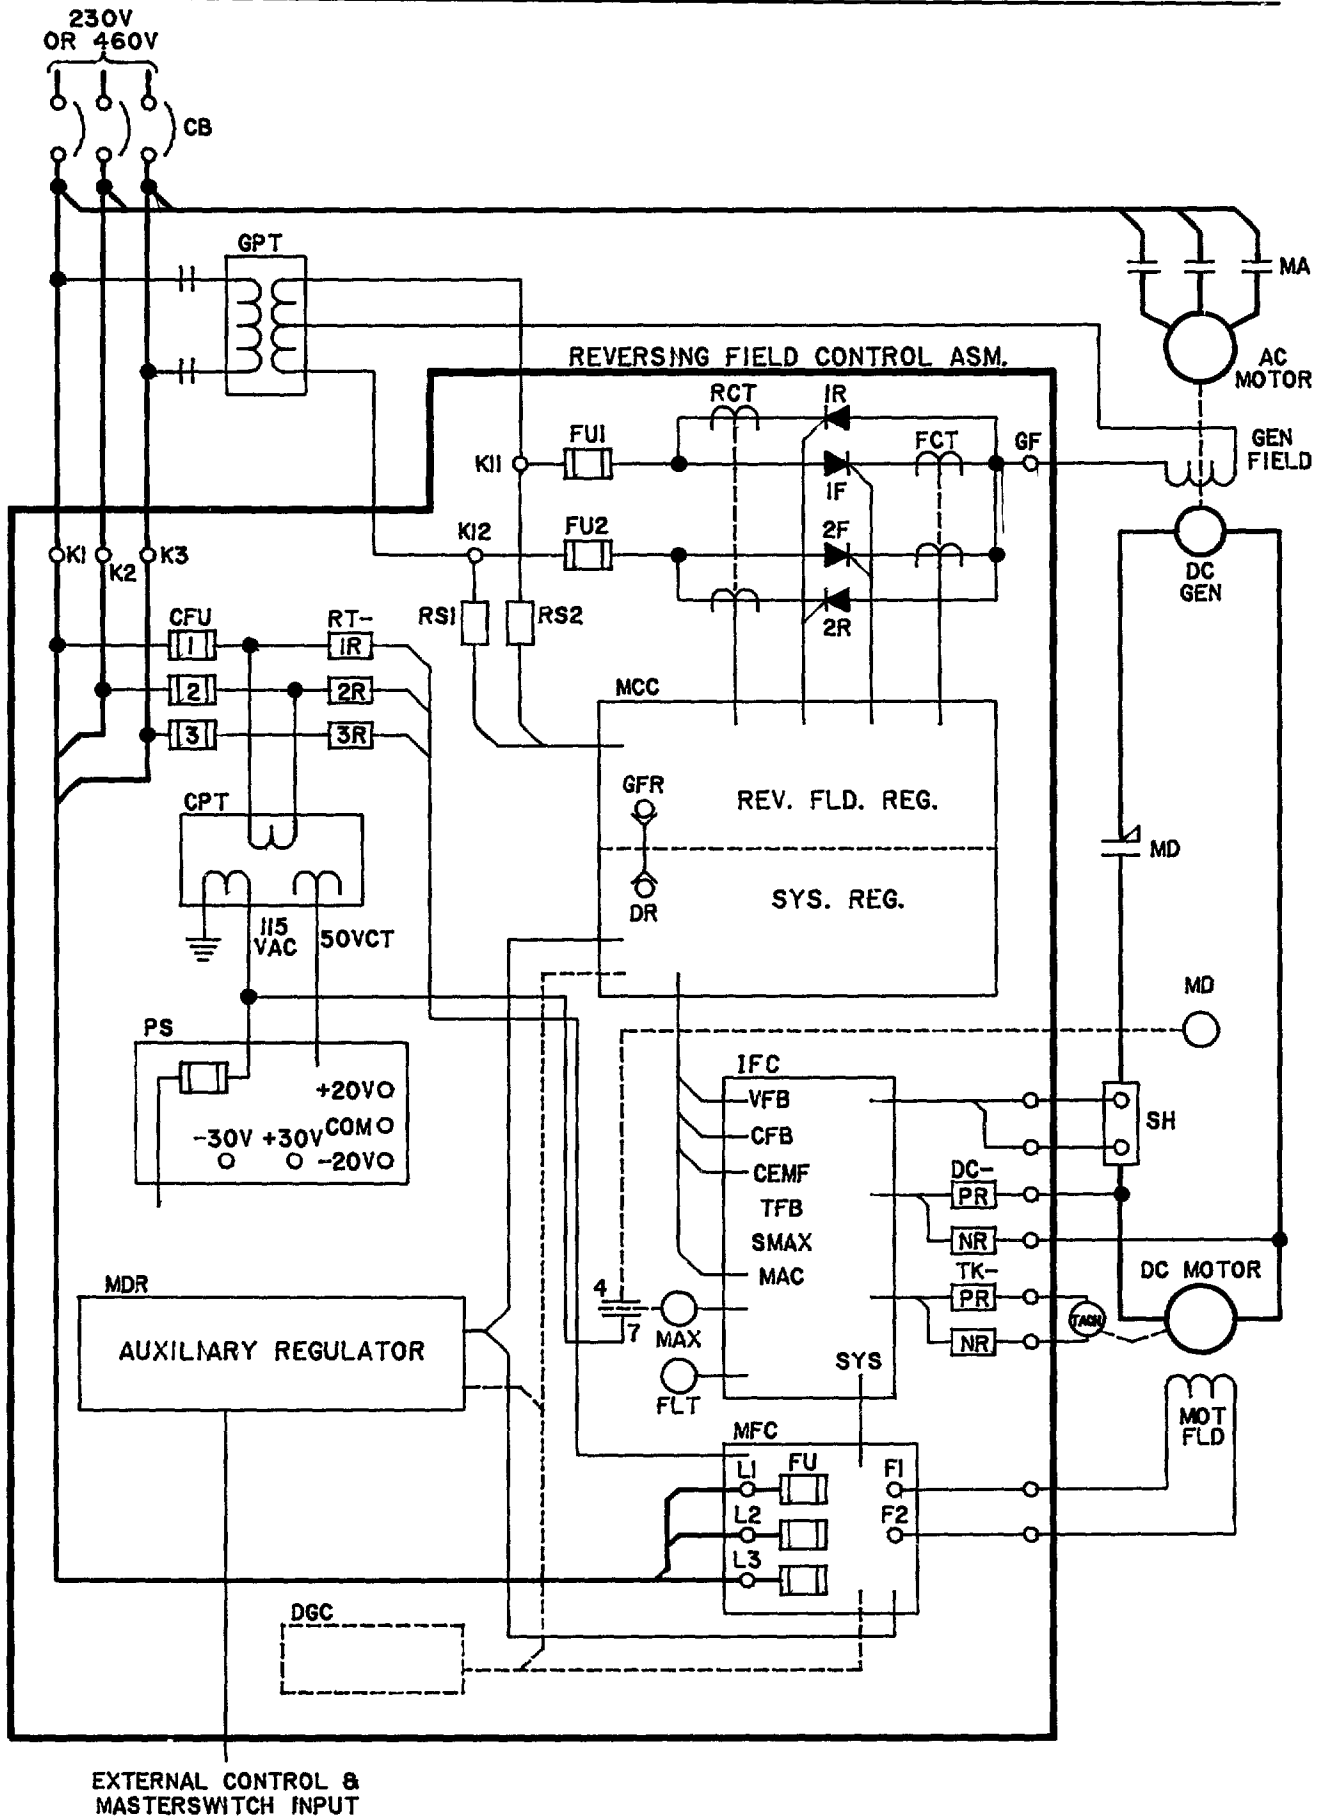 230V
OR 460V
CB
GPT
MA
AC
MOTOR
REVERSING FIELD CONTROL ASM.
RCT
1R
FU1
FCT
GF
GEN
FIELD
K11
1F
K12
FU2
2F
K1
K2
K3
DC
GEN
CFU
RT-
RS1
RS2
2R
1
1R
2
2R
3
3R
MCC
CPT
GFR
REV. FLD. REG.
MD
DR
SYS. REG.
115
VAC
50VCT
MD
PS
IFC
+20V
VFB
COM
-30V
+30V
-20V
CFB
SH
CEMF
DC-
PR
TFB
SMAX
NR
MAC
TK-
DC MOTOR
MDR
4
PR
7
MAX
TACH
AUXILIARY REGULATOR
NR
SYS
FLT
MOT
FLD
MFC
L1
FU
F1
L2
F2
L3
DGC
EXTERNAL CONTROL &
MASTERSWITCH INPUT